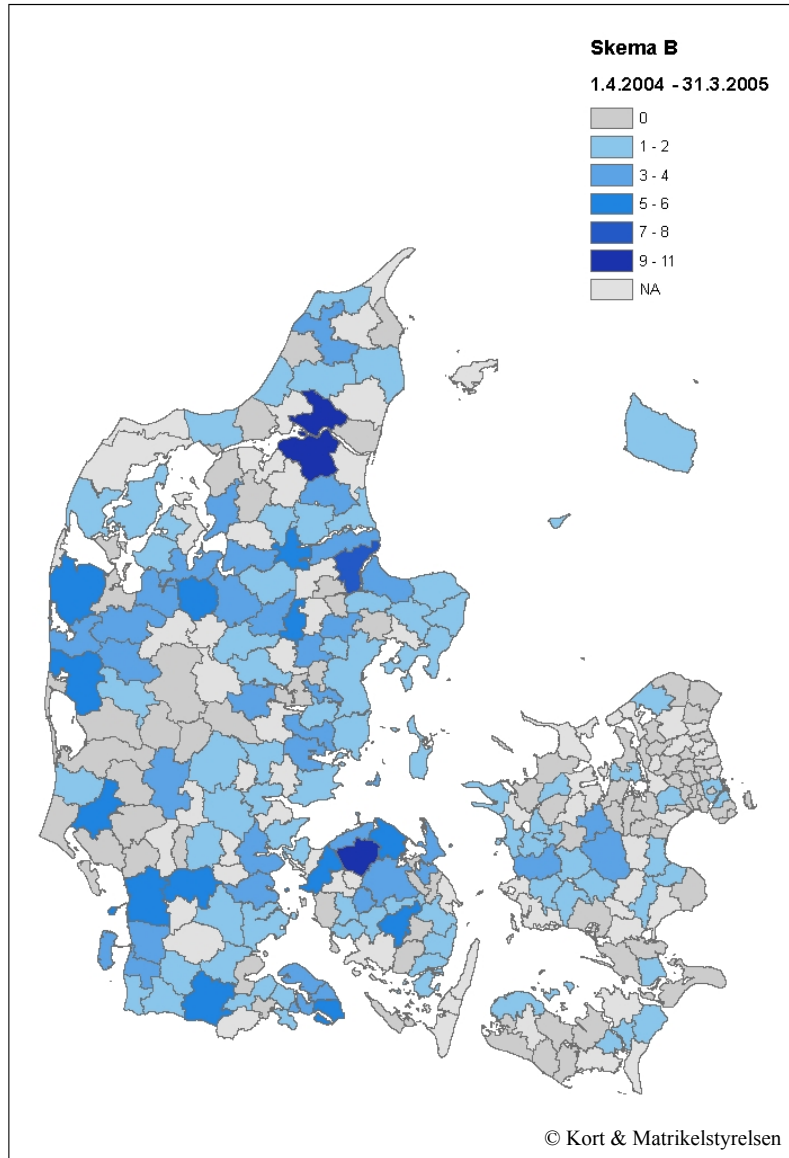 Skema B
1.4.2004 - 31.3.2005
0
1 - 2
3 - 4
5 - 6
7 - 8
9 - 11
NA
© Kort & Matrikelstyrelsen